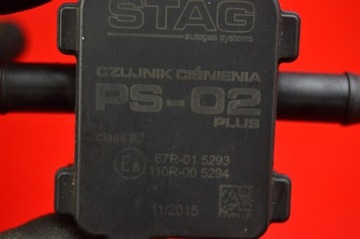 STAG
autogas systems
CZUJNIK CIŚNIENIA
PS-02
PLUS
class #2
E8 67R-01 5293
110R-00 5294
11/2015